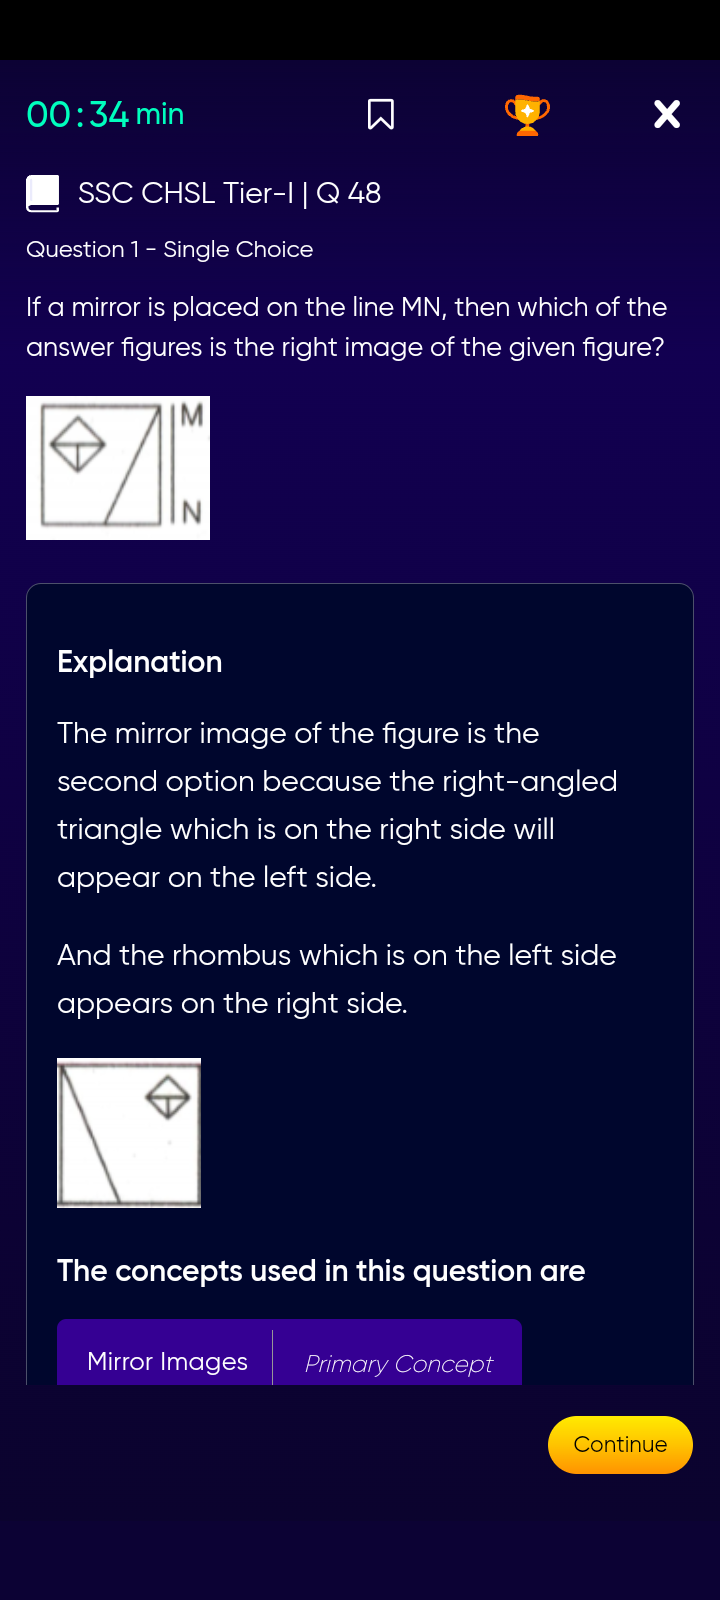 00:34 min
SSC CHSL Tier-I | Q 48
Question 1 - Single Choice
If a mirror is placed on the line MN, then which of the
answer figures is the right image of the given figure?
M
N
Explanation
The mirror image of the figure is the
second option because the right-angled
triangle which is on the right side will
appear on the left side.
And the rhombus which is on the left side
appears on the right side.
The concepts used in this question are
Mirror Images
Primary Concept
Continue